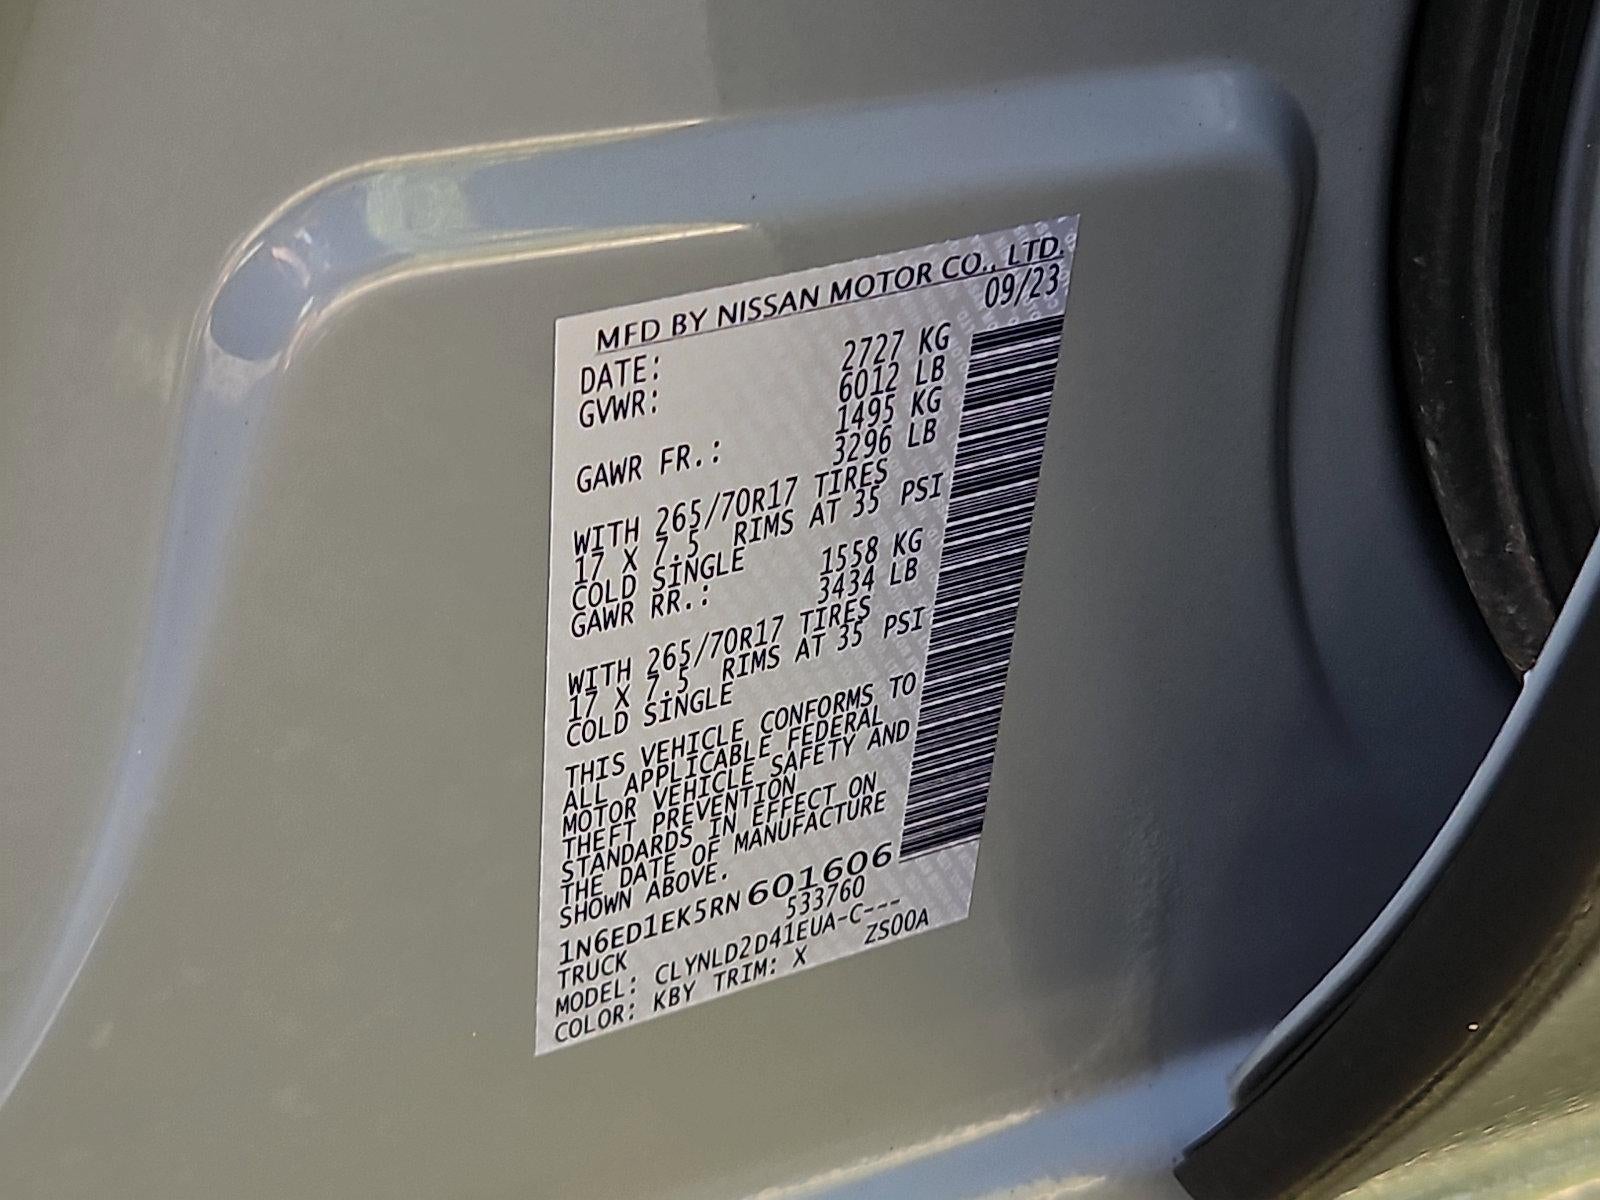 MFD BY NISSAN MOTOR CO., LTD.
DATE: 09/23
GVWR: 2727 KG
6012 LB
GAWR FR.: 1495 KG
3296 LB
WITH 265/70R17 TIRES
17 X 7.5 RIMS AT 35 PSI
COLD SINGLE
GAWR RR.: 1558 KG
3434 LB
WITH 265/70R17 TIRES
17 X 7.5 RIMS AT 35 PSI
COLD SINGLE
THIS VEHICLE CONFORMS TO
ALL APPLICABLE FEDERAL
MOTOR VEHICLE SAFETY AND
THEFT PREVENTION
STANDARDS IN EFFECT ON
THE DATE OF MANUFACTURE
SHOWN ABOVE.
1N6ED1EK5RN601606
TRUCK 533760
MODEL: CLYNLD2D41EUA-C---
COLOR: KBY TRIM: X ZS00A